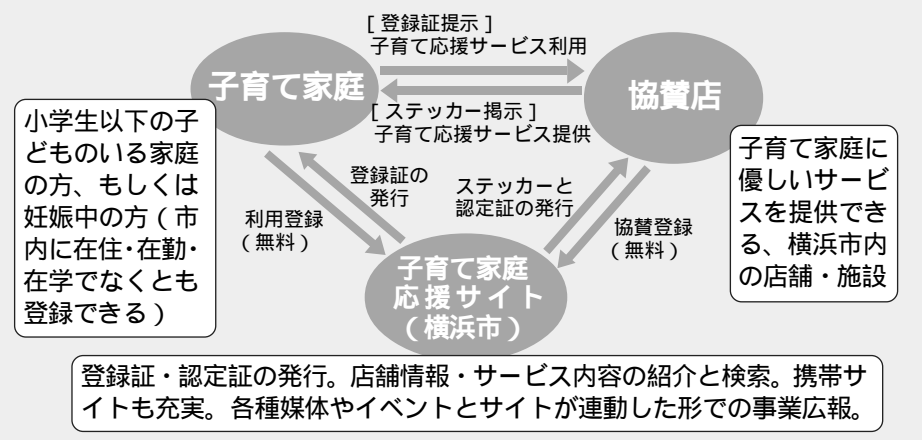 [ 登録証提示 ]
子育て応援サービス利用
子育て家庭
協賛店
[ ステッカー掲示 ]
子育て応援サービス提供
小学生以下の子
どものいる家庭
の方、もしくは
妊娠中の方（市
内に在住・在勤・
在学でなくとも
登録できる）
子育て家庭に
優しいサービ
スを提供でき
る、横浜市内
の店舗・施設
登録証の
発行
ステッカーと
認定証の発行
利用登録
（無料）
協賛登録
（無料）
子育て家庭
応援サイト
（横浜市）
登録証・認定証の発行。店舗情報・サービス内容の紹介と検索。携帯サ
イトも充実。各種媒体やイベントとサイトが連動した形での事業広報。